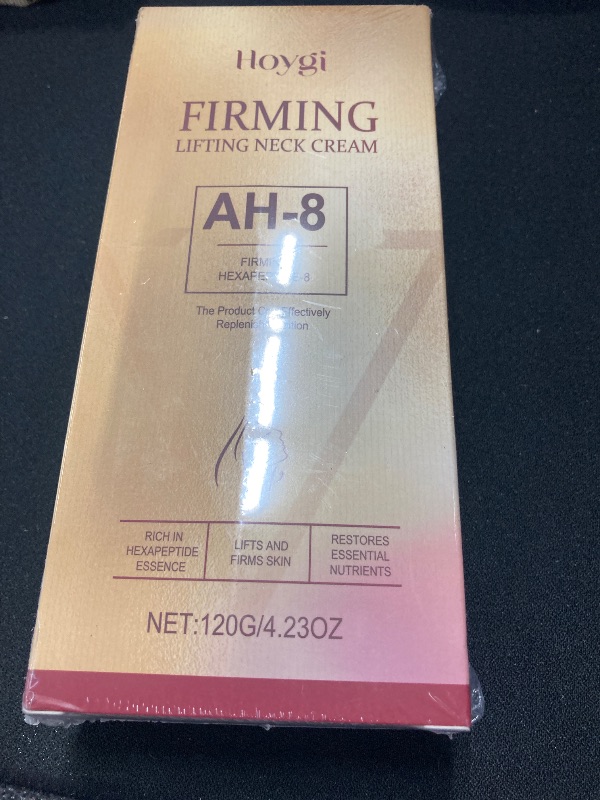 Hoygi
FIRMING
LIFTING NECK CREAM
AH-8
The Product Effectively
RICH IN
HEXAPEPTIDE
ESSENCE
LIFTS AND
FIRMS SKIN
RESTORES
ESSENTIAL
NUTRIENTS
NET:120G/4.23OZ